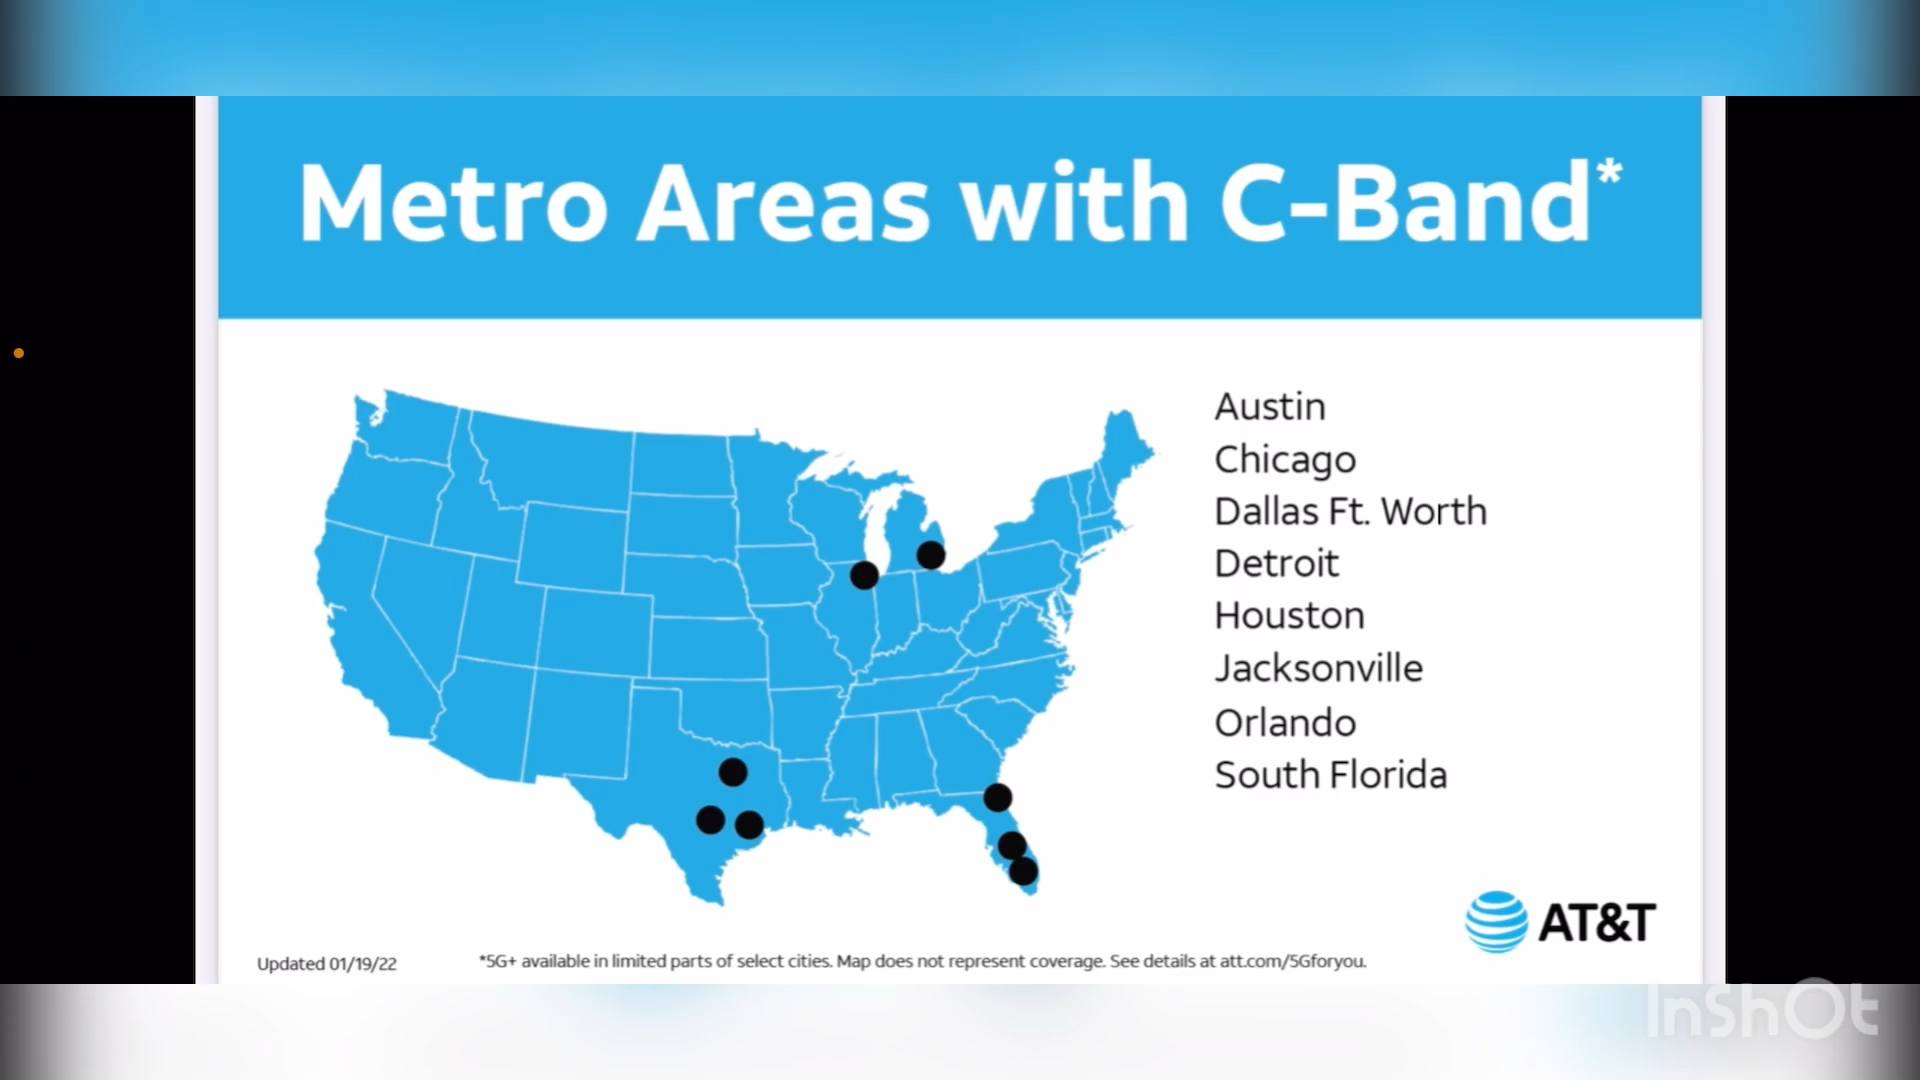 Metro Areas with C-Band*
Austin
Chicago
Dallas Ft. Worth
Detroit
Houston
Jacksonville
Orlando
South Florida
AT&T
Updated 01/19/22
*5G+ available in limited parts of select cities. Map does not represent coverage. See details at att.com/5Gforyou.
InShOt